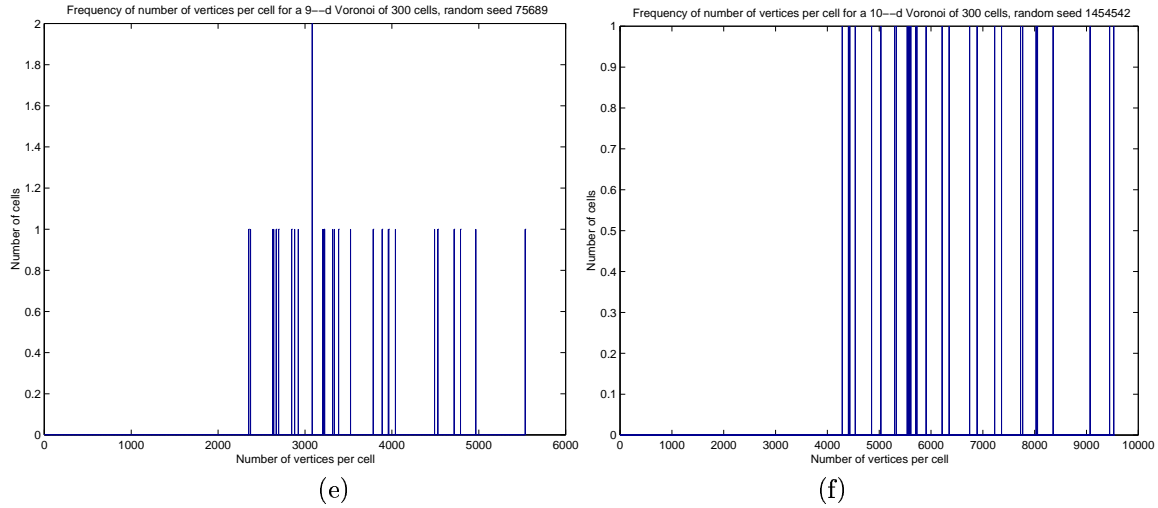 Frequency of number of vertices per cell for a 9−−d Voronoi of 300 cells, random seed 75689
2
1.8
1.6
1.4
1.2
1
0.8
0.6
0.4
0.2
0
Number of cells
0 1000 2000 3000 4000 5000 6000
Number of vertices per cell
(e)
Frequency of number of vertices per cell for a 10−−d Voronoi of 300 cells, random seed 1454542
1
0.9
0.8
0.7
0.6
0.5
0.4
0.3
0.2
0.1
0
Number of cells
0 1000 2000 3000 4000 5000 6000 7000 8000 9000 10000
Number of vertices per cell
(f)